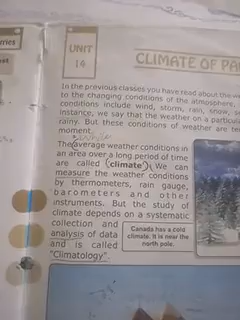 eries
UNIT
14
CLIMATE OF PA
In the previous classes you have read about the we
to the changing conditions of the atmosphere,
conditions include wind, storm, rain, snow,
instance, we say that the weather on a particula
rainy. But these conditions of weather are te
moment.
The average weather conditions in
an area over a long period of time
are called (climate). We can
measure the weather conditions
by thermometers, rain gauge,
barometers and other
instruments. But the study of
climate depends on a systematic
collection and
analysis of data
and is called
"Climatology".
Canada has a cold
climate. It is near the
north pole.